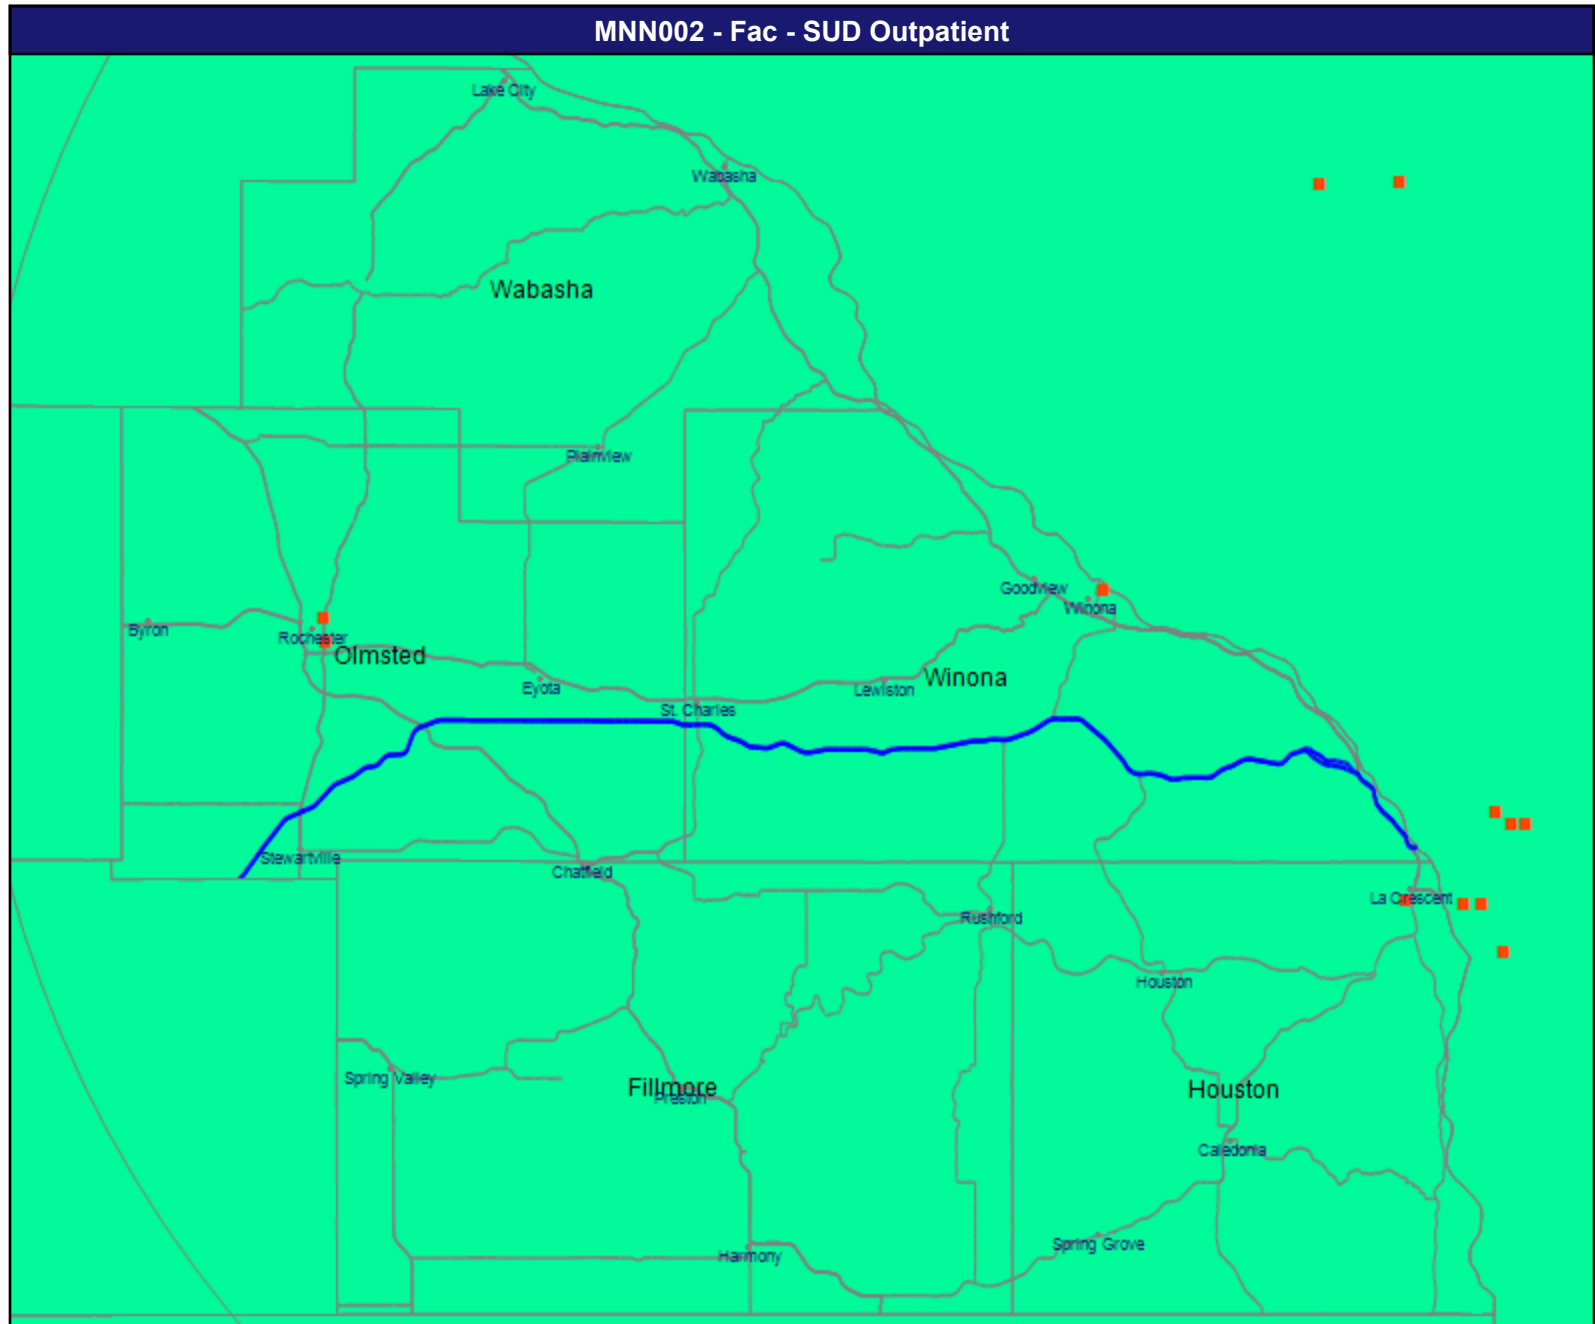 MNN002 - Fac - SUD Outpatient
Lake City
Wabasha
Wabasha
Plainview
Goodview
Winona
Byron
Rochester
Olmsted
Eyota
Lewiston
Winona
St. Charles
Stewartville
Chatfield
La Crescent
Rushford
Houston
Spring Valley
Fillmore
Preston
Houston
Caledonia
Spring Grove
Harmony